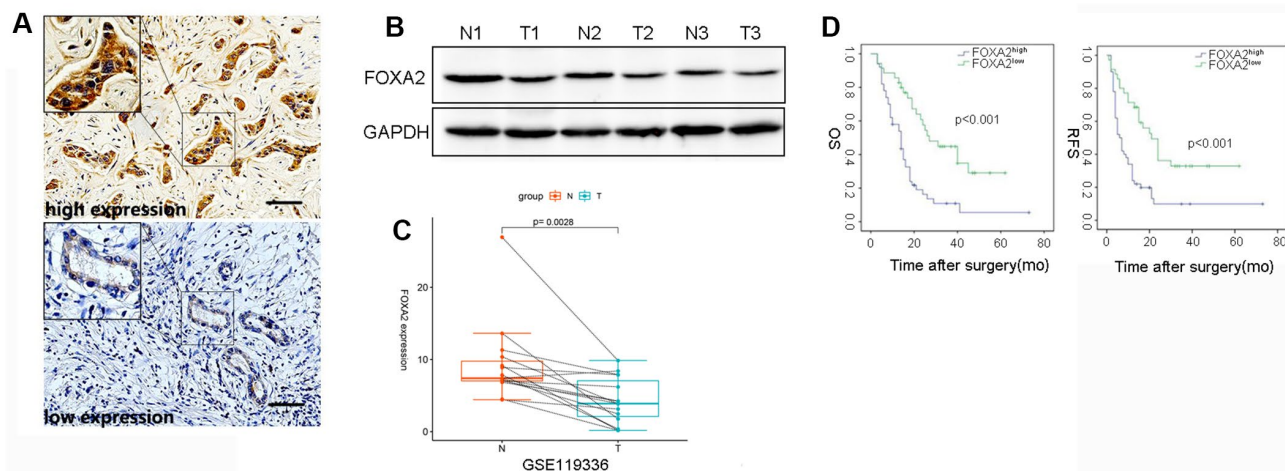 A
high expression
low expression
B
N1 T1 N2 T2 N3 T3
FOXA2
GAPDH
C
group N T
p= 0.0028
FOXA2 expression
20
10
0
N T
GSE119336
D
FOXA2high
FOXA2low
p<0.001
OS
1.0
0.8
0.6
0.4
0.2
0.0
0 20 40 60 80
Time after surgery(mo)
FOXA2high
FOXA2low
p<0.001
RFS
1.0
0.8
0.6
0.4
0.2
0.0
0 20 40 60 80
Time after surgery(mo)